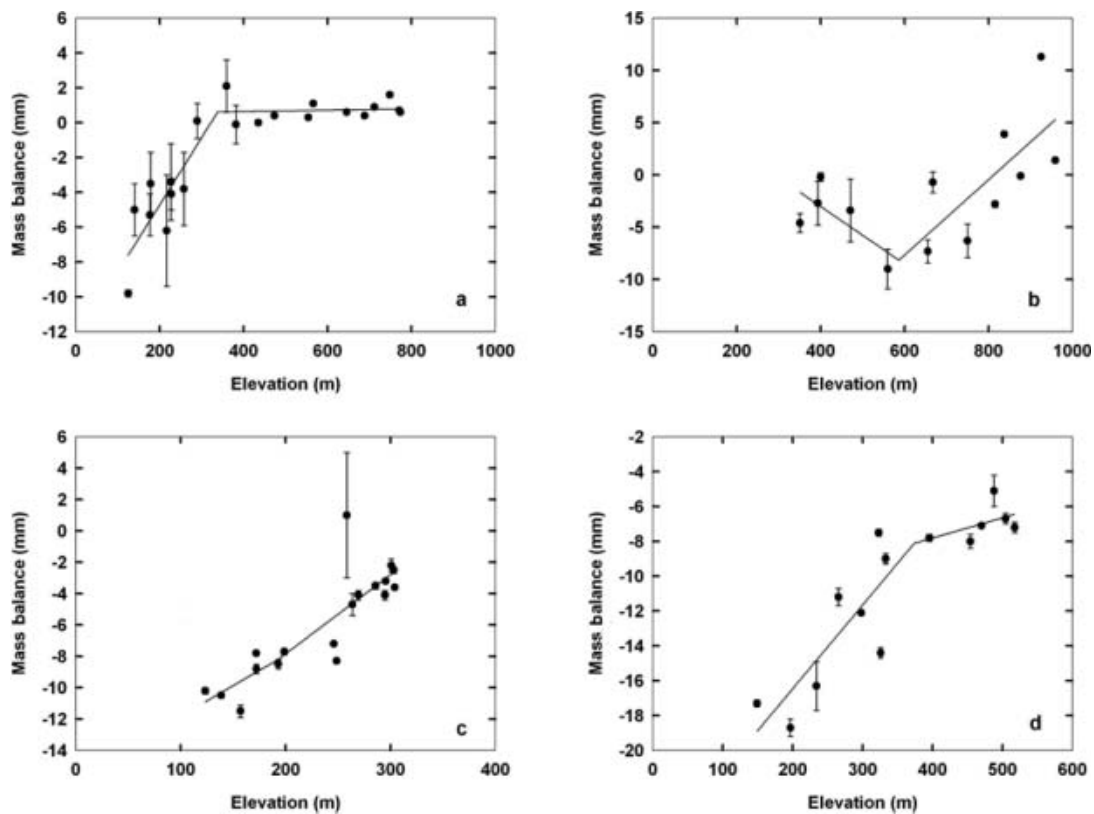 6
4
2
0
-2
-4
-6
-8
-10
-12
Mass balance (mm)
a
0 200 400 600 800 1000
Elevation (m)
15
10
5
0
-5
-10
-15
Mass balance (mm)
b
0 200 400 600 800 1000
Elevation (m)
6
4
2
0
-2
-4
-6
-8
-10
-12
-14
Mass balance (mm)
c
0 100 200 300 400
Elevation (m)
-2
-4
-6
-8
-10
-12
-14
-16
-18
-20
Mass balance (mm)
d
0 100 200 300 400 500 600
Elevation (m)